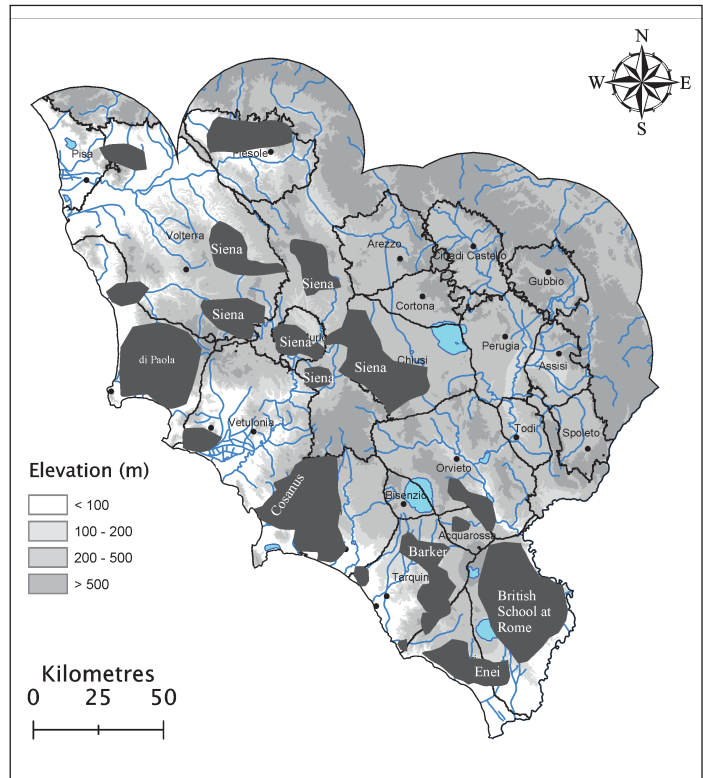 N
W E
S
Pisa
Fiesole
Volterra
Siena
Siena
Arezzo
Città di Castello
Gubbio
Cortona
Siena
Siena
Siena
Siena
Chiusi
Perugia
Assisi
di Paola
Vetulonia
Todi
Spoleto
Orvieto
Cosanus
Bisenzio
Acquarossa
Barker
Tarquin
British
School at
Rome
Enei
Elevation (m)
< 100
100 - 200
200 - 500
> 500
Kilometres
0 25 50